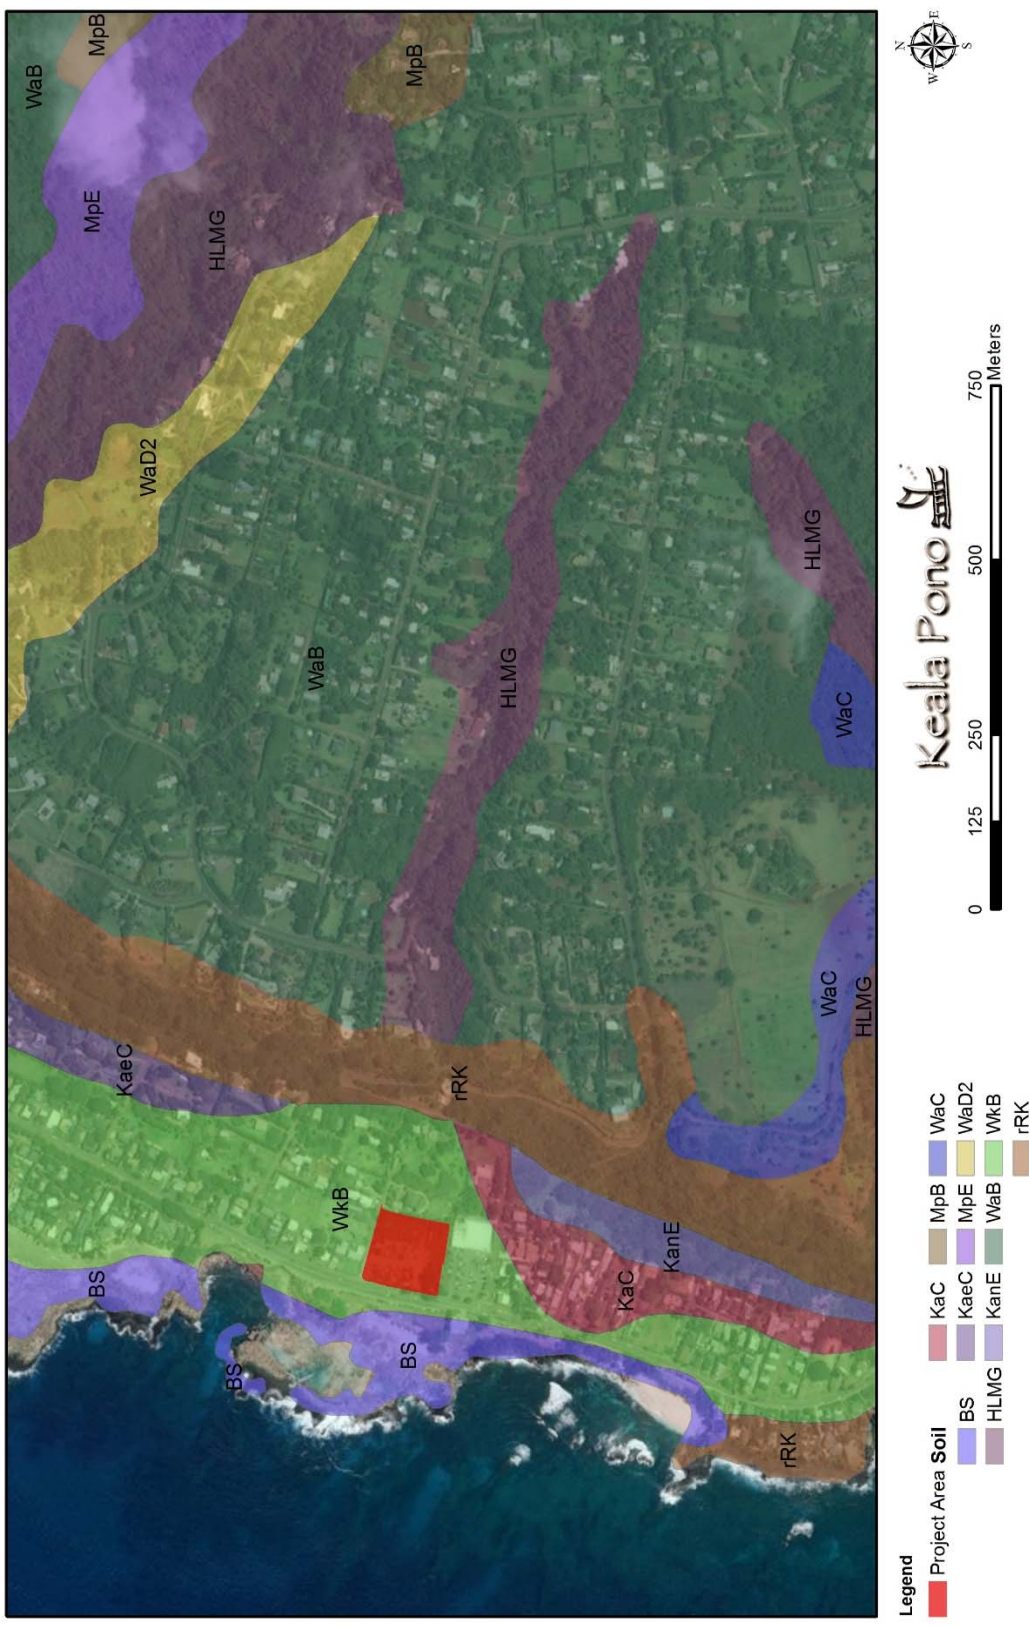 WaB
MpB
MpB
MpE
HLMG
WaD2
WaB
HLMG
HLMG
WaC
WaC
HLMG
KaeC
rRK
WkB
KanE
KaC
BS
BS
BS
rRK
N
E
S
W
Legend
Project Area
Soil
BS
HLMG
KaC
KaeC
KanE
MpB
MpE
WaB
WaC
WaD2
WkB
rRK
Keala Pono
0 125 250 500 750
Meters